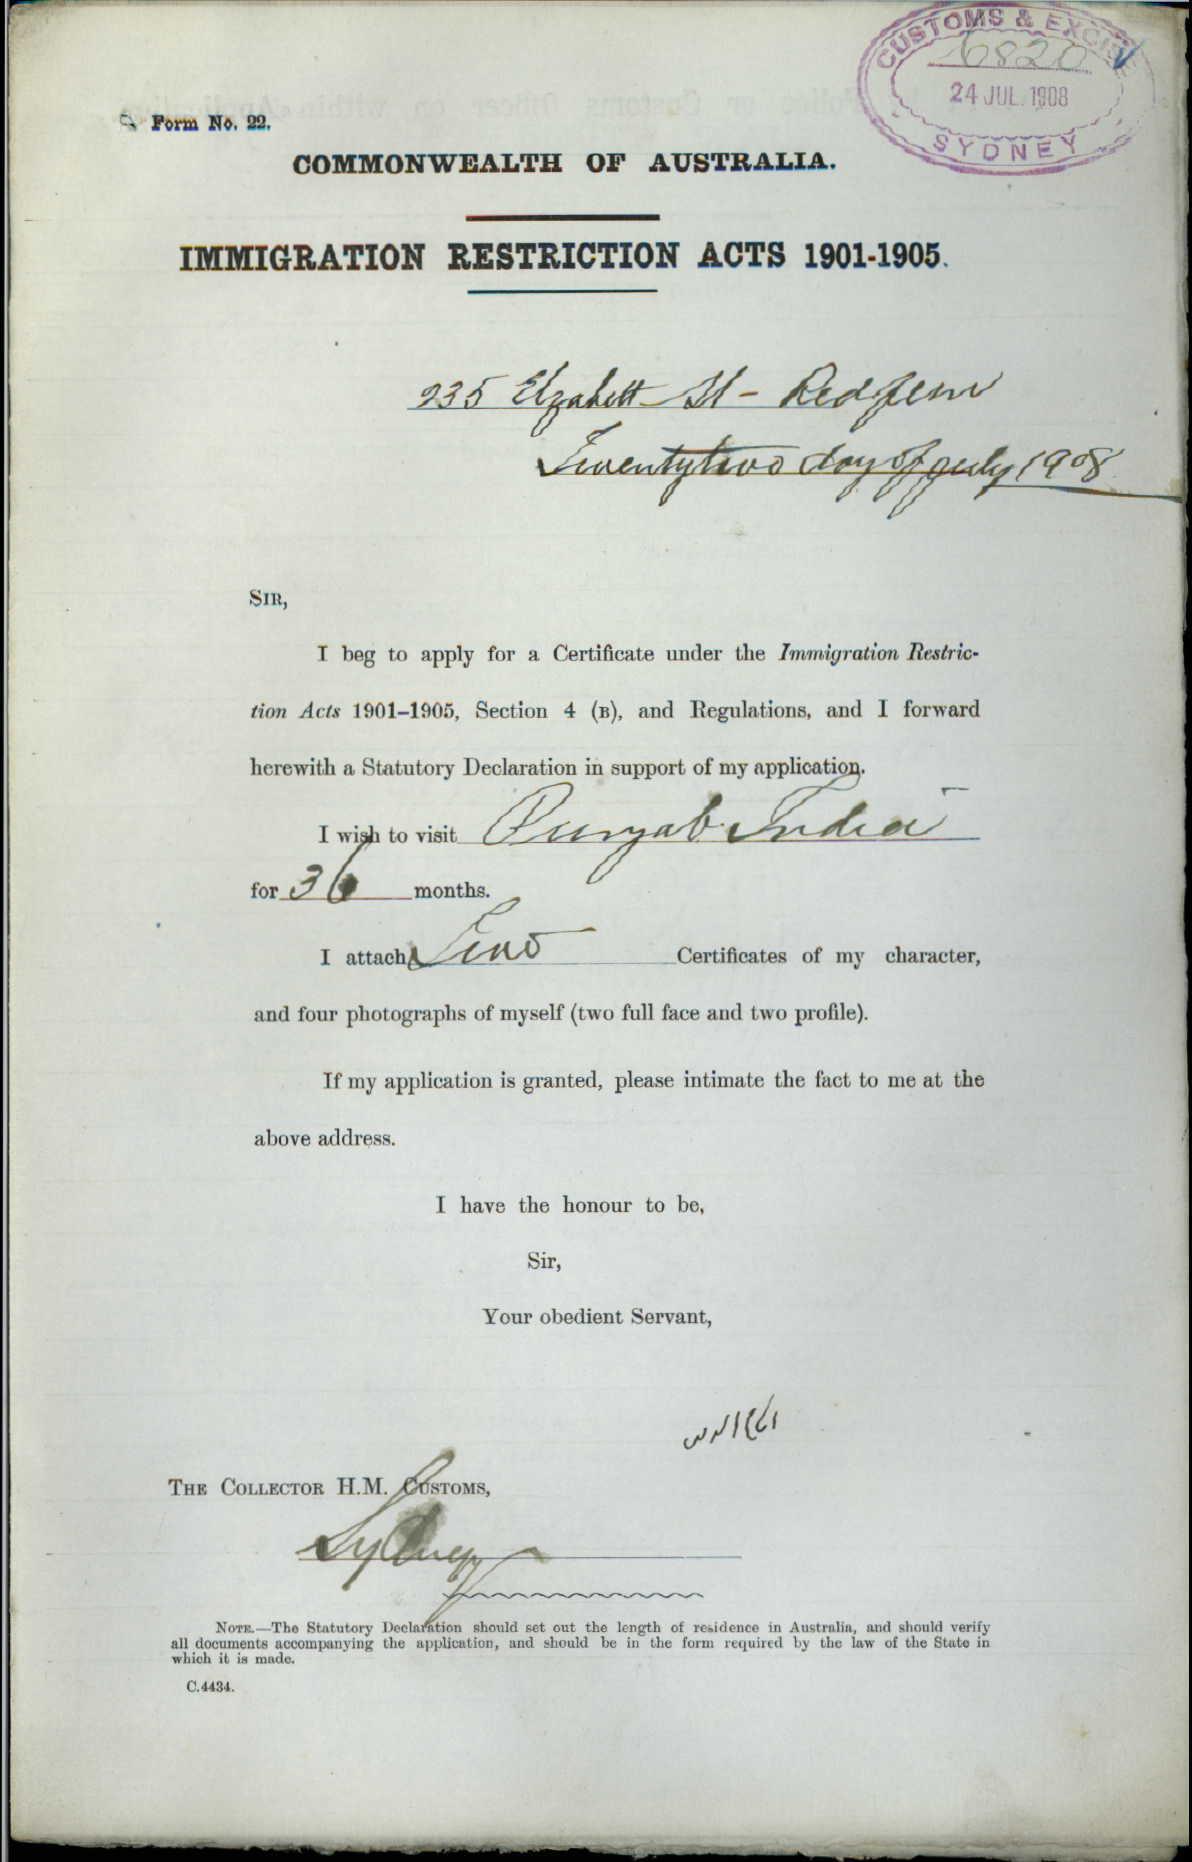 CUSTOMS & EXCISE
6820
24 JUL. 1908
SYDNEY
Form No. 22.
COMMONWEALTH OF AUSTRALIA.
IMMIGRATION RESTRICTION ACTS 1901-1905.
235 Elzabett St - Redfern
Twentytwo day of July 1908
SIR,
I beg to apply for a Certificate under the Immigration Restric-
tion Acts 1901–1905, Section 4 (B), and Regulations, and I forward
herewith a Statutory Declaration in support of my application.
I wish to visit Punjab India
for 36 months.
I attach Two Certificates of my character,
and four photographs of myself (two full face and two profile).
If my application is granted, please intimate the fact to me at the
above address.
I have the honour to be,
Sir,
Your obedient Servant,
THE COLLECTOR H.M. CUSTOMS,
Sydney
NOTE.—The Statutory Declaration should set out the length of residence in Australia, and should verify
all documents accompanying the application, and should be in the form required by the law of the State in
which it is made.
C.4434.